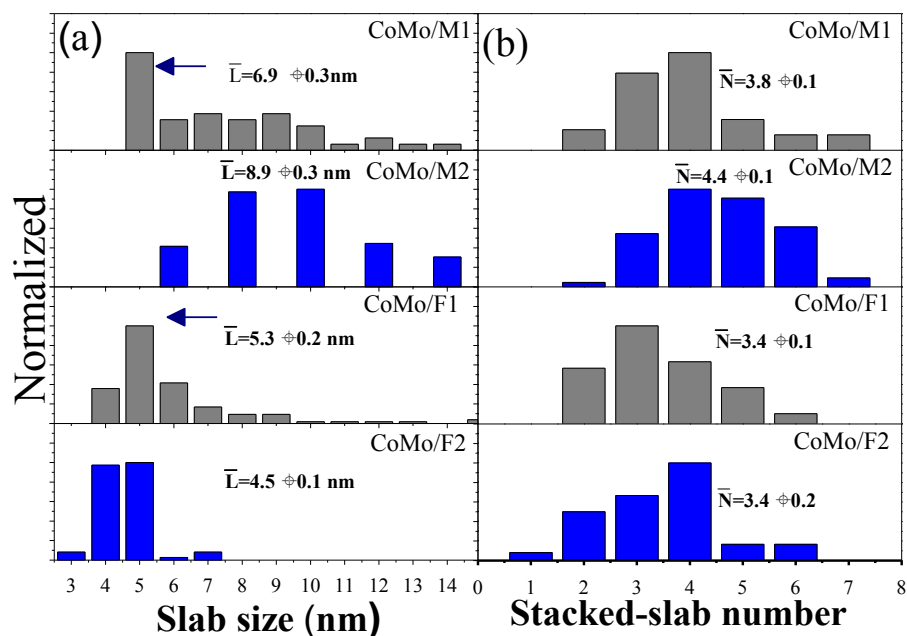 (a)
CoMo/M1
L̅=6.9 ⌖0.3nm
CoMo/M2
L̅=8.9 ⌖0.3 nm
CoMo/F1
L̅=5.3 ⌖0.2 nm
CoMo/F2
L̅=4.5 ⌖0.1 nm
Normalized
3 4 5 6 7 8 9 10 11 12 13 14
Slab size (nm)
(b)
CoMo/M1
N̅=3.8 ⌖0.1
CoMo/M2
N̅=4.4 ⌖0.1
CoMo/F1
N̅=3.4 ⌖0.1
CoMo/F2
N̅=3.4 ⌖0.2
0 1 2 3 4 5 6 7 8
Stacked-slab number